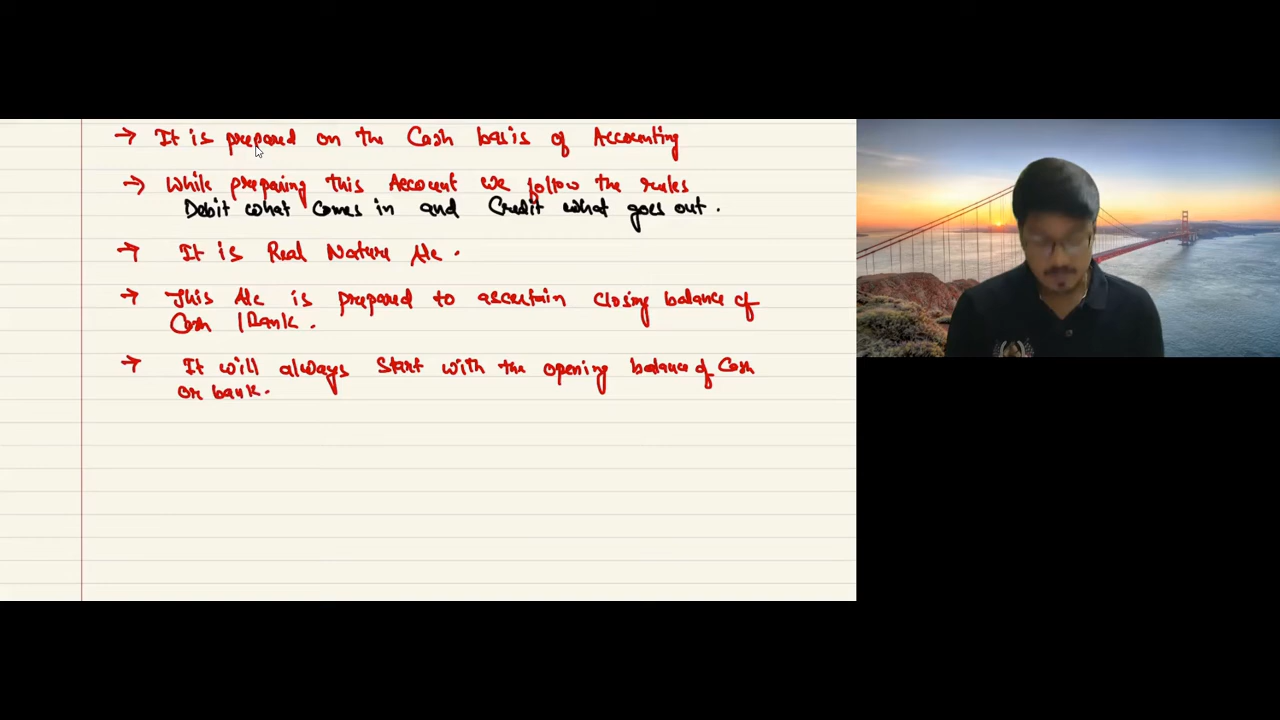 → It is prepared on the Cash basis of Accounting
→ While preparing this Account we follow the rules
Debit what comes in and Credit what goes out.
→ It is Real Nature A/c.
→ This A/c is prepared to ascertain closing balance of
Cash / Bank.
→ It will always start with the opening balance of Cash
or bank.